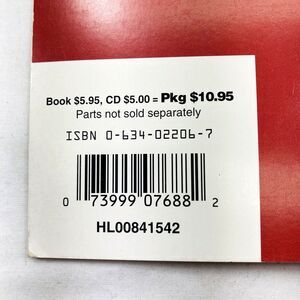 Book $5.95, CD $5.00 = Pkg $10.95
Parts not sold separately
ISBN 0-634-02206-7
0 73999 07688 2
HL00841542